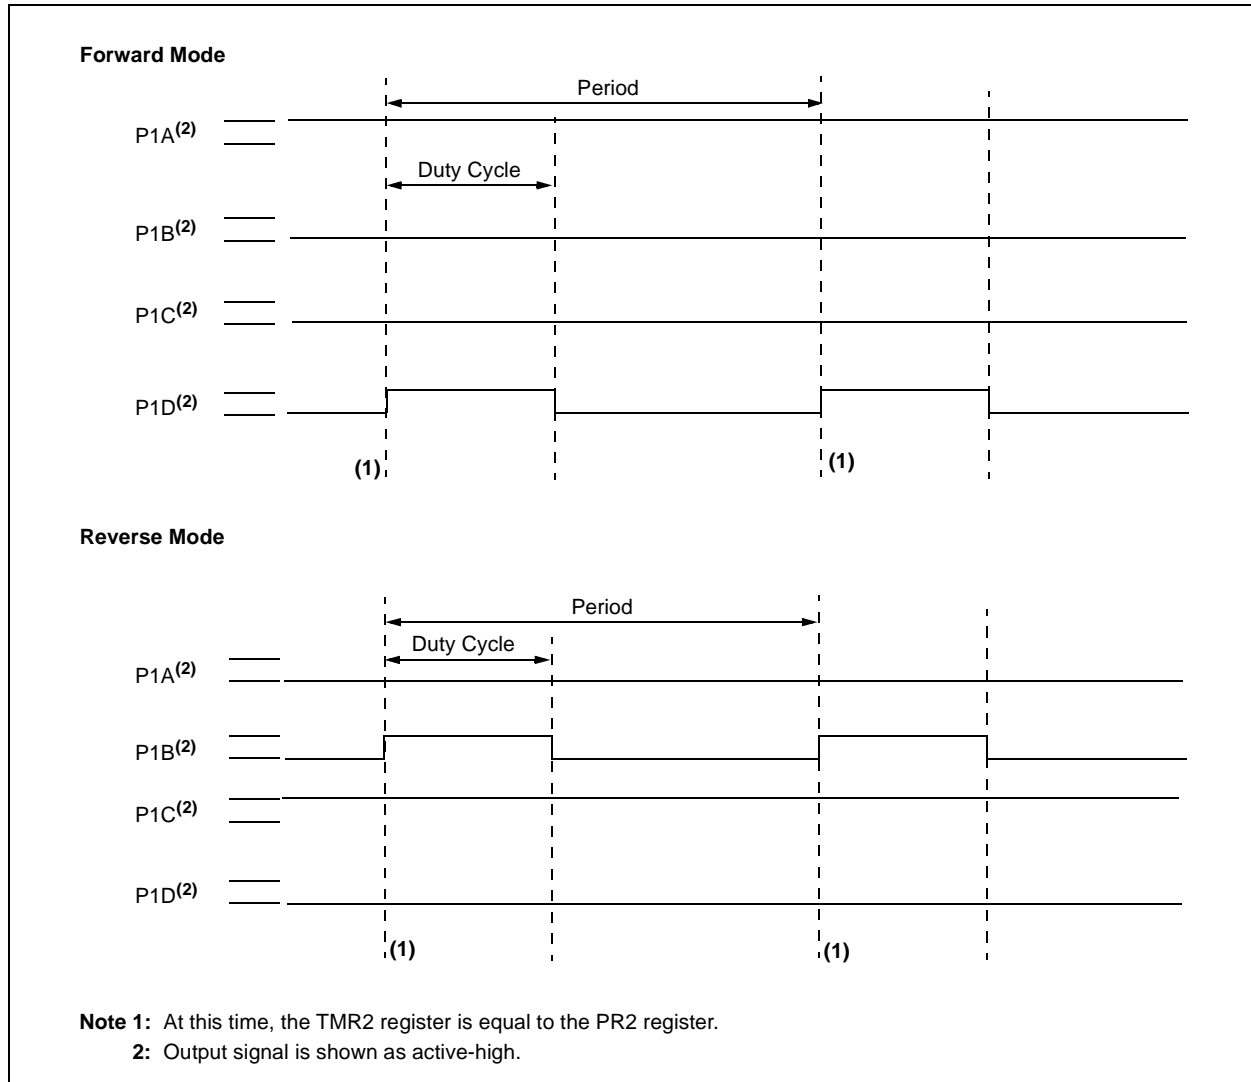 Forward Mode
Period
P1A(2)
Duty Cycle
P1B(2)
P1C(2)
P1D(2)
(1)
(1)
Reverse Mode
Period
Duty Cycle
P1A(2)
P1B(2)
P1C(2)
P1D(2)
(1)
(1)
Note 1: At this time, the TMR2 register is equal to the PR2 register.
2: Output signal is shown as active-high.